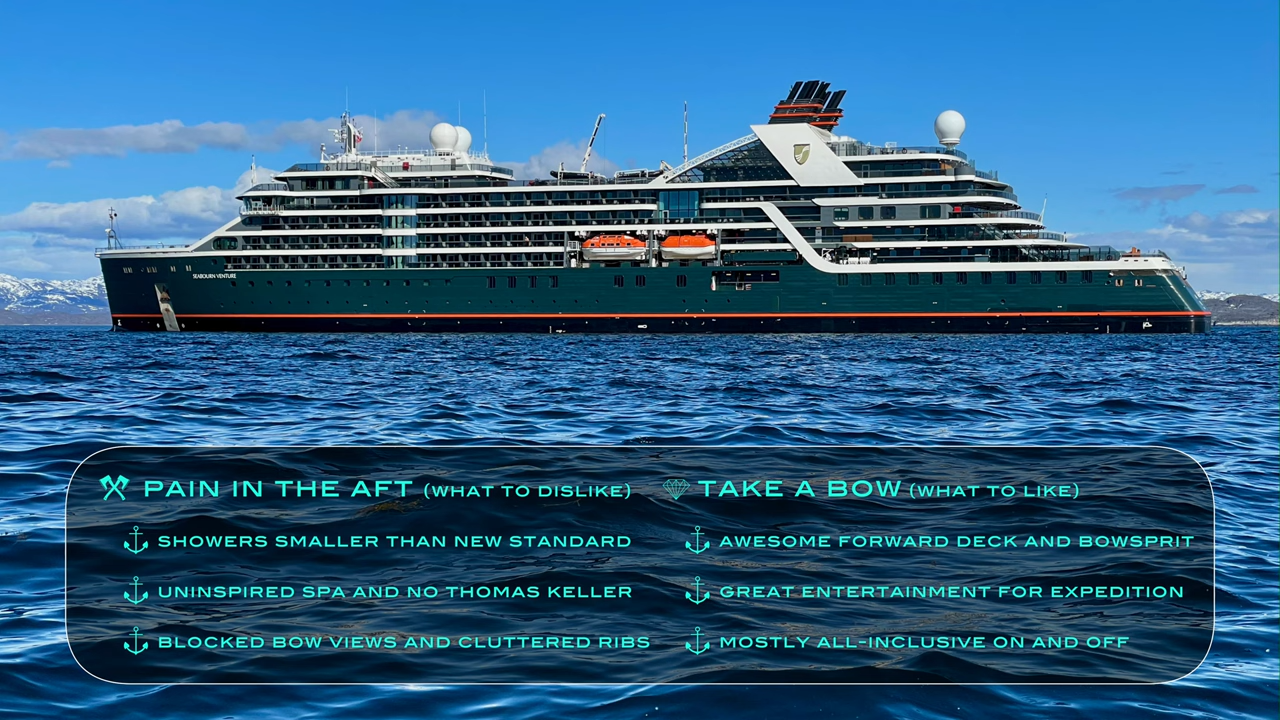 SEABOURN VENTURE
PAIN IN THE AFT (WHAT TO DISLIKE)
SHOWERS SMALLER THAN NEW STANDARD
UNINSPIRED SPA AND NO THOMAS KELLER
BLOCKED BOW VIEWS AND CLUTTERED RIBS
TAKE A BOW (WHAT TO LIKE)
AWESOME FORWARD DECK AND BOWSPRIT
GREAT ENTERTAINMENT FOR EXPEDITION
MOSTLY ALL-INCLUSIVE ON AND OFF